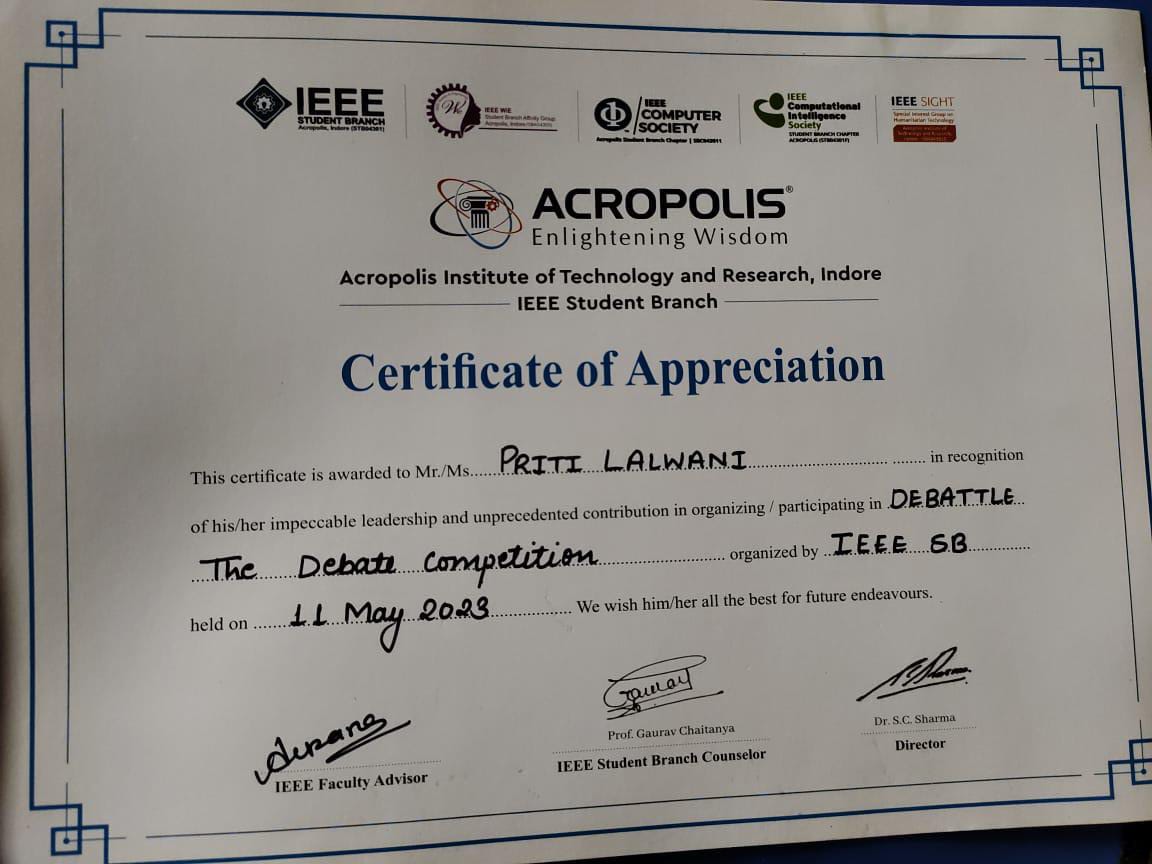 IEEE
STUDENT BRANCH
Acropolis, Indore (STB04301)
IEEE WIE
Student Branch Affinity Group
IEEE
COMPUTER
SOCIETY
Acropolis Student Branch Chapter |
IEEE
Computational
Intelligence
Society
STUDENT BRANCH CHAPTER
IEEE SIGHT
Special Interest Group on
Humanitarian Technology
ACROPOLIS®
Enlightening Wisdom
Acropolis Institute of Technology and Research, Indore
IEEE Student Branch
Certificate of Appreciation
This certificate is awarded to Mr./Ms. PRITI LALWANI in recognition
of his/her impeccable leadership and unprecedented contribution in organizing / participating in DEBATTLE
The Debate Competition organized by IEEE SB
held on 11 May 2023 We wish him/her all the best for future endeavours.
Prof. Gaurav Chaitanya
Dr. S.C. Sharma
IEEE Faculty Advisor
IEEE Student Branch Counselor
Director